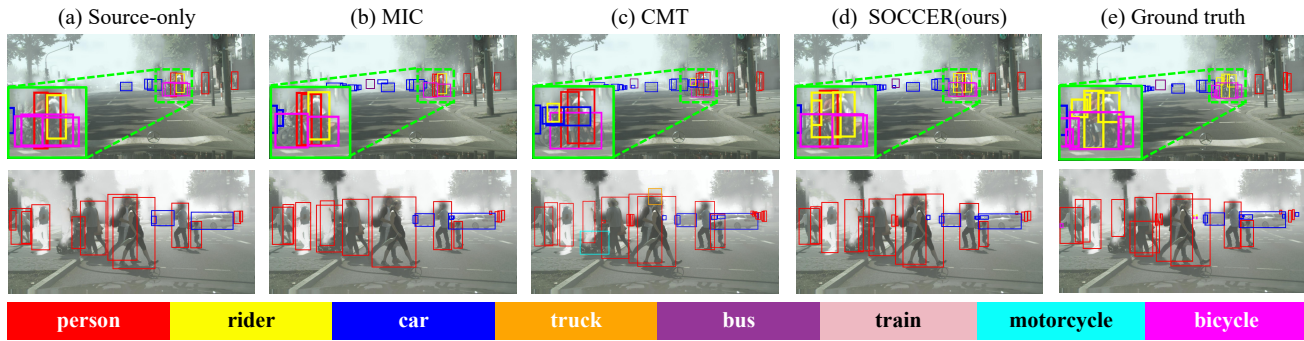 (a) Source-only (b) MIC (c) CMT (d) SOCCER(ours) (e) Ground truth
person rider car truck bus train motorcycle bicycle